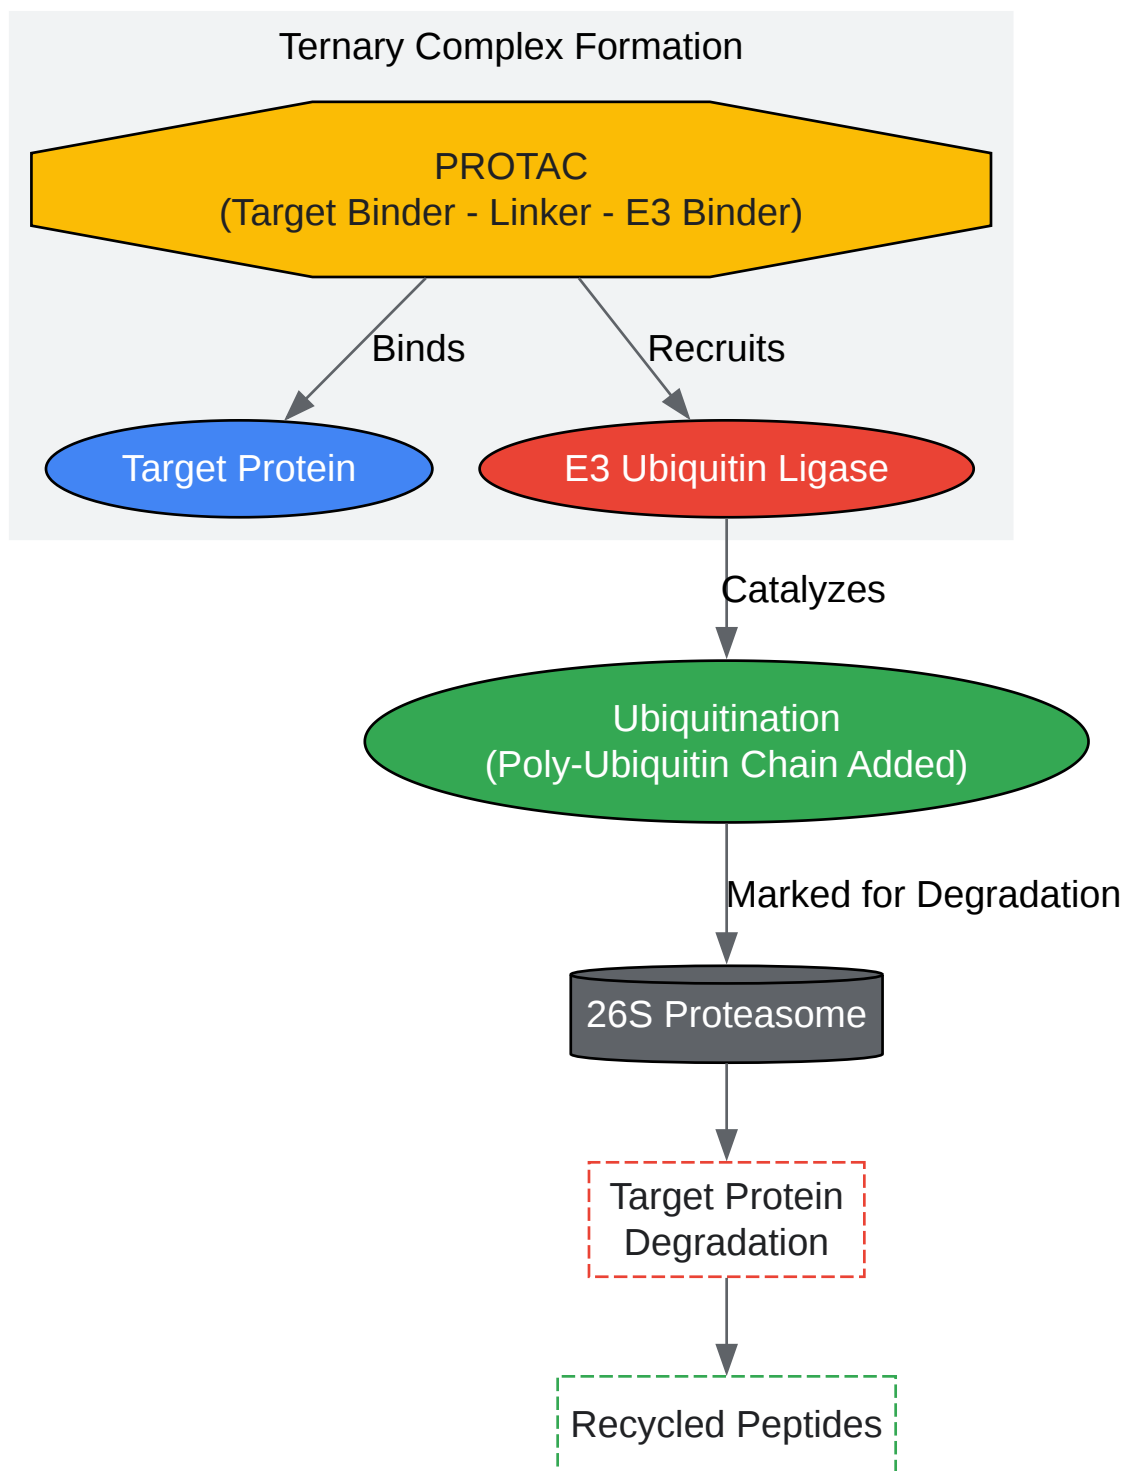 Ternary Complex Formation
PROTAC
(Target Binder - Linker - E3 Binder)
Binds
Recruits
Target Protein
E3 Ubiquitin Ligase
Catalyzes
Ubiquitination
(Poly-Ubiquitin Chain Added)
Marked for Degradation
26S Proteasome
Target Protein
Degradation
Recycled Peptides